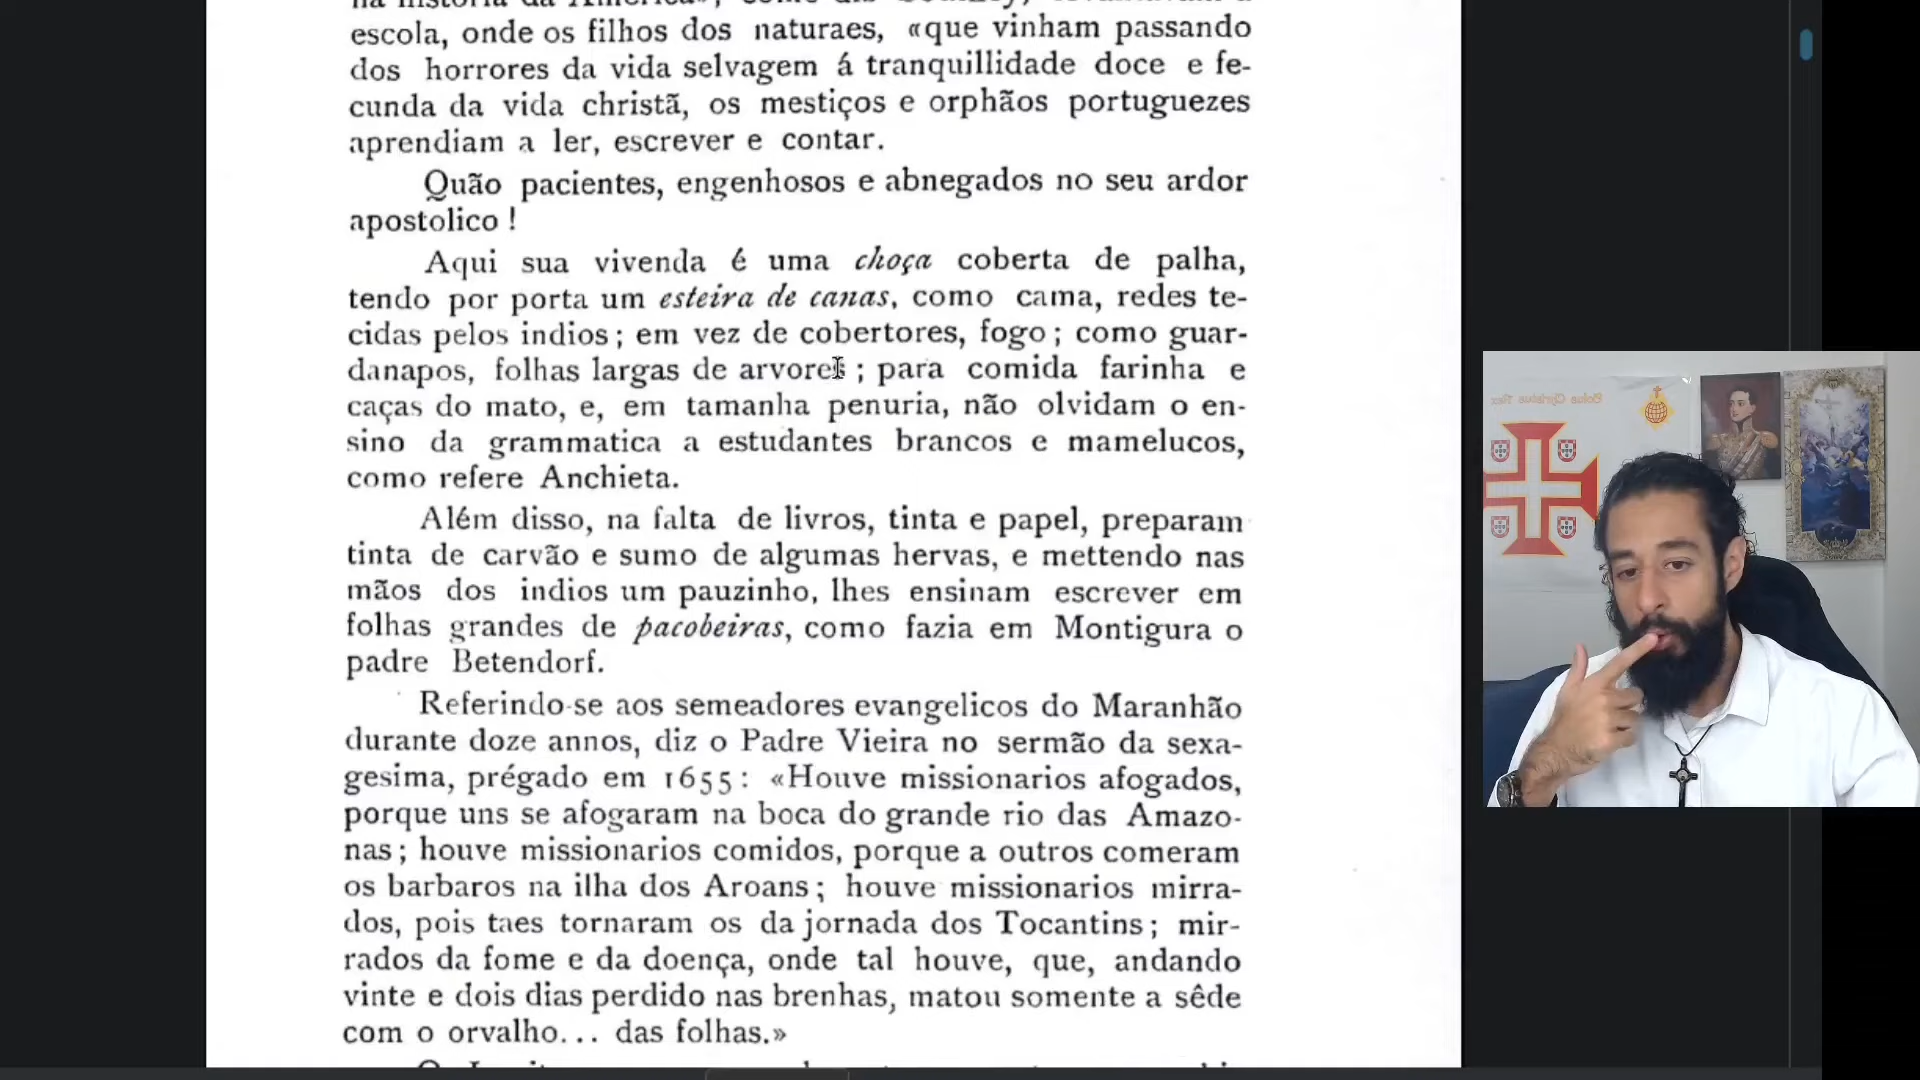 escola, onde os filhos dos naturaes, «que vinham passando
dos horrores da vida selvagem á tranquillidade doce e fe-
cunda da vida christã, os mestiços e orphãos portuguezes
aprendiam a ler, escrever e contar.
Quão pacientes, engenhosos e abnegados no seu ardor
apostolico !
Aqui sua vivenda é uma choça coberta de palha,
tendo por porta um esteira de canas, como cama, redes te-
cidas pelos indios ; em vez de cobertores, fogo ; como guar-
danapos, folhas largas de arvores ; para comida farinha e
caças do mato, e, em tamanha penuria, não olvidam o en-
sino da grammatica a estudantes brancos e mamelucos,
como refere Anchieta.
Além disso, na falta de livros, tinta e papel, preparam
tinta de carvão e sumo de algumas hervas, e mettendo nas
mãos dos indios um pauzinho, lhes ensinam escrever em
folhas grandes de pacobeiras, como fazia em Montigura o
padre Betendorf.
Referindo-se aos semeadores evangelicos do Maranhão
durante doze annos, diz o Padre Vieira no sermão da sexa-
gesima, prégado em 1655 : «Houve missionarios afogados,
porque uns se afogaram na boca do grande rio das Amazo-
nas ; houve missionarios comidos, porque a outros comeram
os barbaros na ilha dos Aroans ; houve missionarios mirra-
dos, pois taes tornaram os da jornada dos Tocantins ; mir-
rados da fome e da doença, onde tal houve, que, andando
vinte e dois dias perdido nas brenhas, matou somente a sêde
com o orvalho... das folhas.»